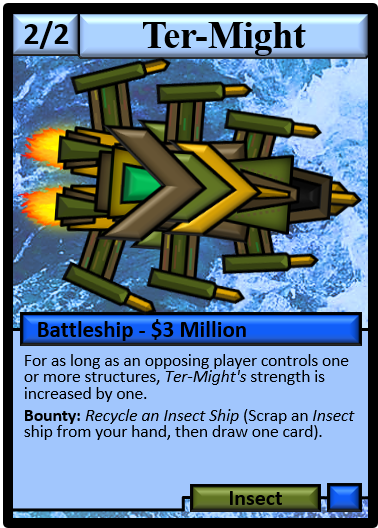 2/2 Ter-Might
Battleship - $3 Million
For as long as an opposing player controls one
or more structures, Ter-Might's strength is
increased by one.
Bounty: Recycle an Insect Ship (Scrap an Insect
ship from your hand, then draw one card).
Insect